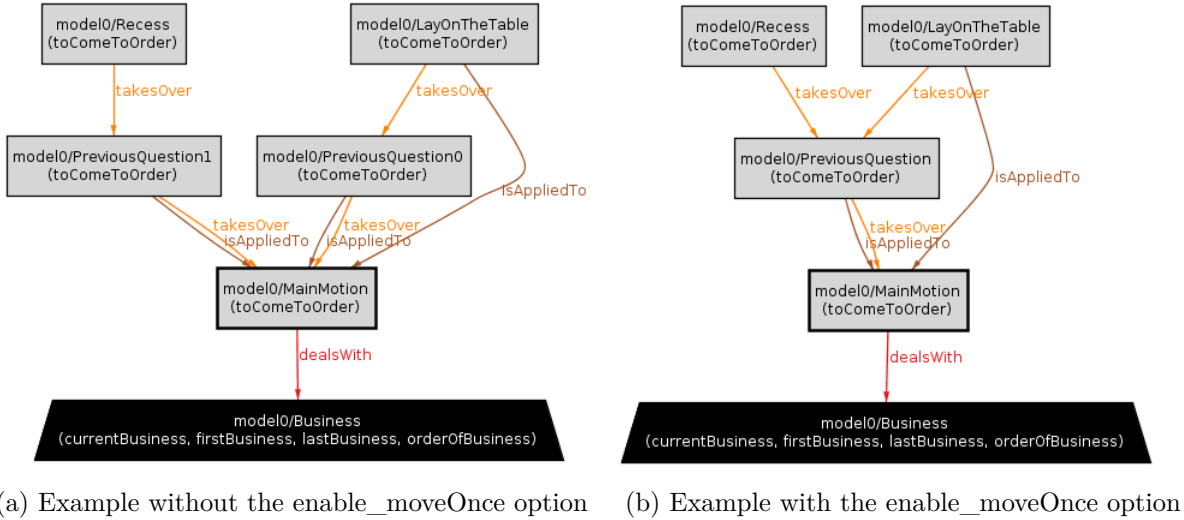 model0/Recess
(toComeToOrder)
model0/LayOnTheTable
(toComeToOrder)
takesOver
takesOver
model0/PreviousQuestion1
(toComeToOrder)
model0/PreviousQuestion0
(toComeToOrder)
isAppliedTo
takesOver
isAppliedTo
takesOver
isAppliedTo
model0/MainMotion
(toComeToOrder)
dealsWith
model0/Business
(currentBusiness, firstBusiness, lastBusiness, orderOfBusiness)
(a) Example without the enable_moveOnce option
model0/Recess
(toComeToOrder)
model0/LayOnTheTable
(toComeToOrder)
takesOver
takesOver
model0/PreviousQuestion
(toComeToOrder)
isAppliedTo
takesOver
isAppliedTo
model0/MainMotion
(toComeToOrder)
dealsWith
model0/Business
(currentBusiness, firstBusiness, lastBusiness, orderOfBusiness)
(b) Example with the enable_moveOnce option